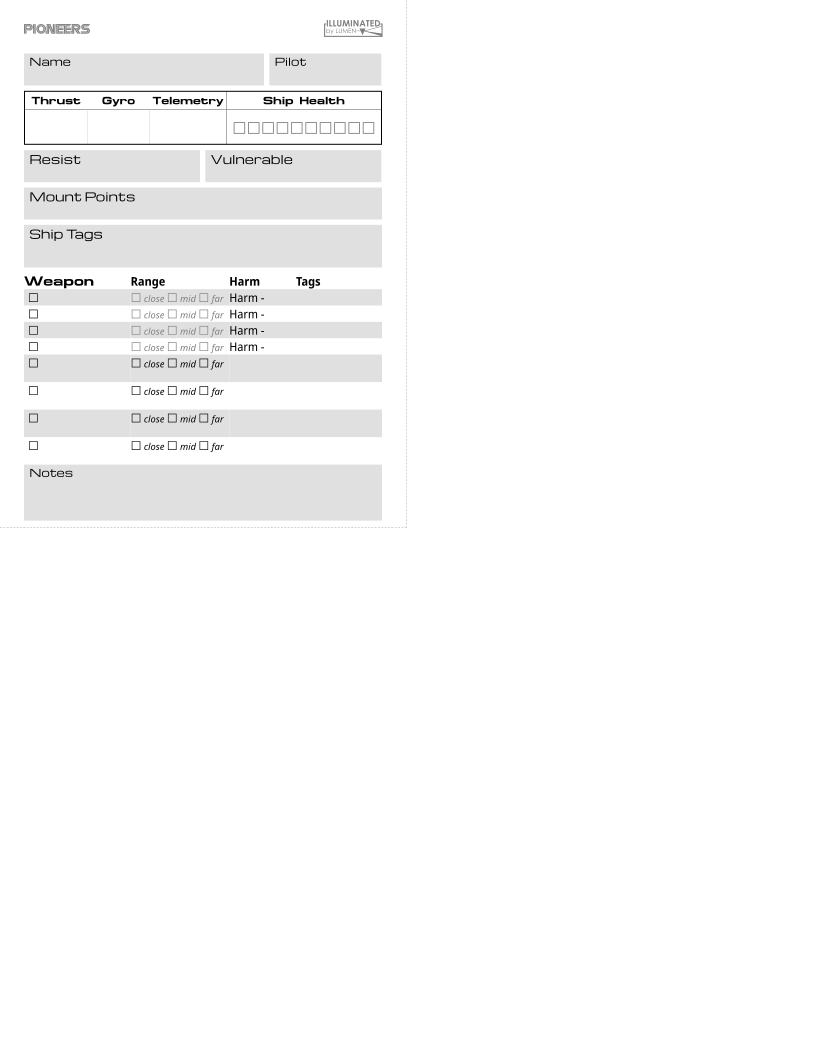 PIONEERS
ILLUMINATED
by LUMEN
Name Pilot
Thrust Gyro Telemetry Ship Health
☐☐☐☐☐☐☐☐☐☐
Resist Vulnerable
Mount Points
Ship Tags
Weapon Range Harm Tags
☐ ☐ close ☐ mid ☐ far Harm -
☐ ☐ close ☐ mid ☐ far Harm -
☐ ☐ close ☐ mid ☐ far Harm -
☐ ☐ close ☐ mid ☐ far Harm -
☐ ☐ close ☐ mid ☐ far
☐ ☐ close ☐ mid ☐ far
☐ ☐ close ☐ mid ☐ far
☐ ☐ close ☐ mid ☐ far
Notes